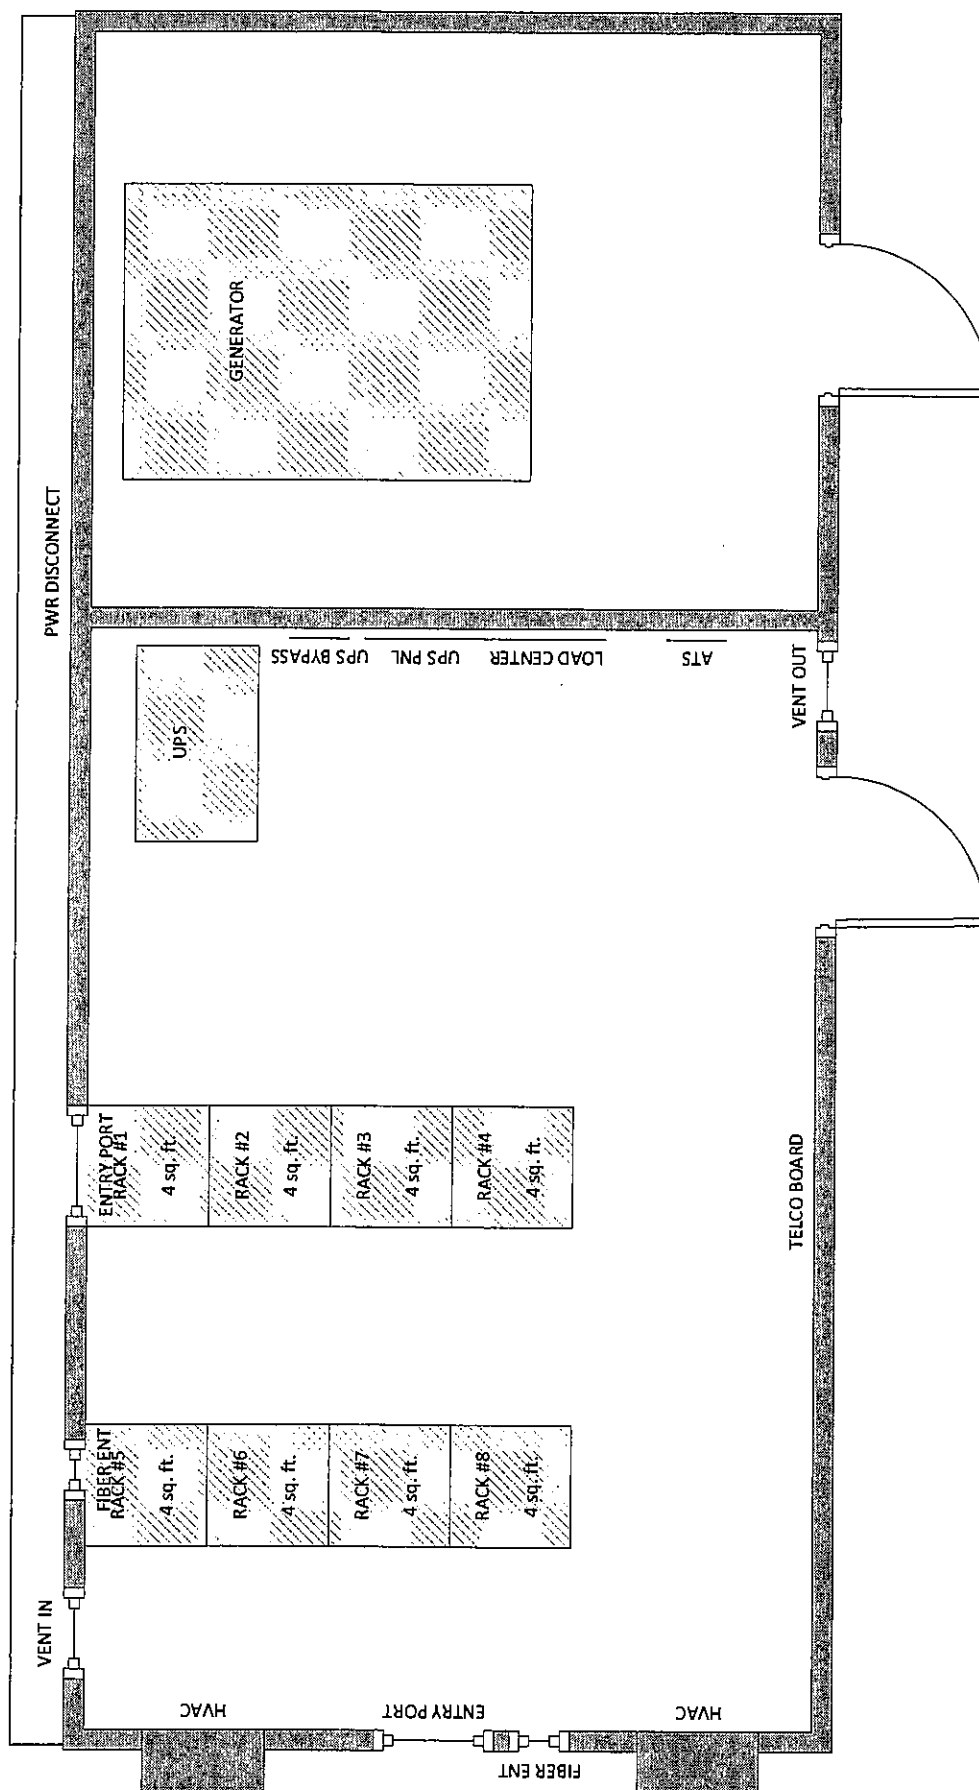 PWR DISCONNECT
GENERATOR
UPS
UPS BYPASS
UPS PNL
LOAD CENTER
ATS
VENT OUT
ENTRY PORT
RACK #1
4 sq. ft.
RACK #2
4 sq. ft.
RACK #3
4 sq. ft.
RACK #4
4 sq. ft.
TELCO BOARD
FIBER ENT
RACK #5
4 sq. ft.
RACK #6
4 sq. ft.
RACK #7
4 sq. ft.
RACK #8
4 sq. ft.
VENT IN
HVAC
ENTRY PORT
FIBER ENT
HVAC